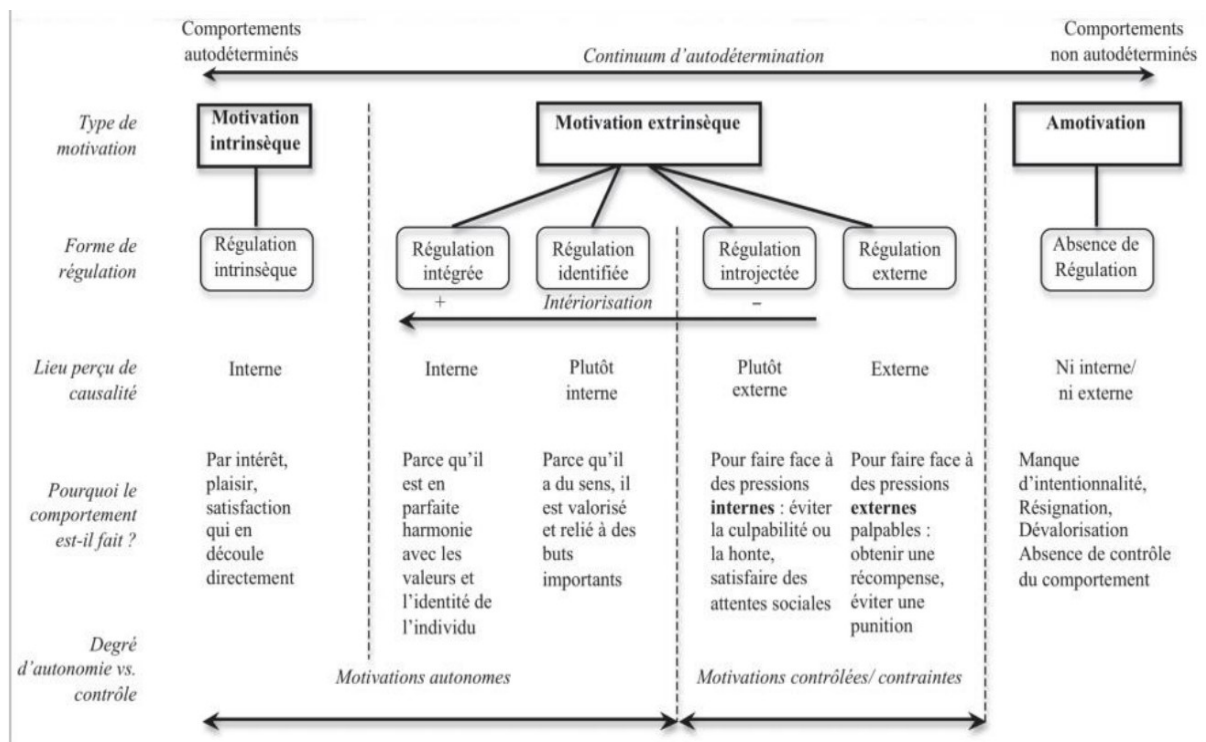 Comportements
autodéterminés
Comportements
non autodéterminés
Continuum d'autodétermination
Type de
motivation
Motivation
intrinsèque
Motivation extrinsèque
Amotivation
Forme de
régulation
Régulation
intrinsèque
Régulation
intégrée
Régulation
identifiée
Régulation
introjectée
Régulation
externe
Absence de
Régulation
+
Intériorisation
–
Lieu perçu de
causalité
Interne
Interne
Plutôt
interne
Plutôt
externe
Externe
Ni interne/
ni externe
Pourquoi le
comportement
est-il fait ?
Par intérêt,
plaisir,
satisfaction
qui en
découle
directement
Parce qu'il
est en
parfaite
harmonie
avec les
valeurs et
l'identité de
l'individu
Parce qu'il
a du sens, il
est valorisé
et relié à des
buts
importants
Pour faire face à
des pressions
internes : éviter
la culpabilité ou
la honte,
satisfaire des
attentes sociales
Pour faire face à
des pressions
externes
palpables :
obtenir une
récompense,
éviter une
punition
Manque
d'intentionnalité,
Résignation,
Dévalorisation
Absence de contrôle
du comportement
Degré
d'autonomie vs.
contrôle
Motivations autonomes
Motivations contrôlées/ contraintes